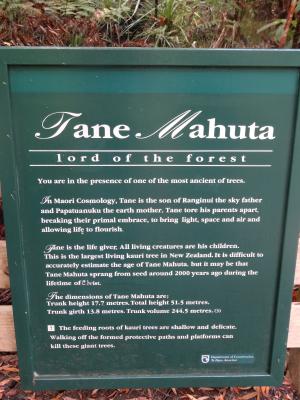 Tane Mahuta
lord of the forest
You are in the presence of one of the most ancient of trees.
In Maori Cosmology, Tane is the son of Ranginui the sky father
and Papatuanuku the earth mother. Tane tore his parents apart,
breaking their primal embrace, to bring light, space and air and
allowing life to flourish.
Tane is the life giver. All living creatures are his children.
This is the largest living kauri tree in New Zealand. It is difficult to
accurately estimate the age of Tane Mahuta, but it may be that
Tane Mahuta sprang from seed around 2000 years ago during the
lifetime of Christ.
The dimensions of Tane Mahuta are:
Trunk height 17.7 metres. Total height 51.5 metres.
Trunk girth 13.8 metres. Trunk volume 244.5 metres.(3)
The feeding roots of kauri trees are shallow and delicate.
Walking off the formed protective paths and platforms can
kill these giant trees.
Department of Conservation
Te Papa Atawhai